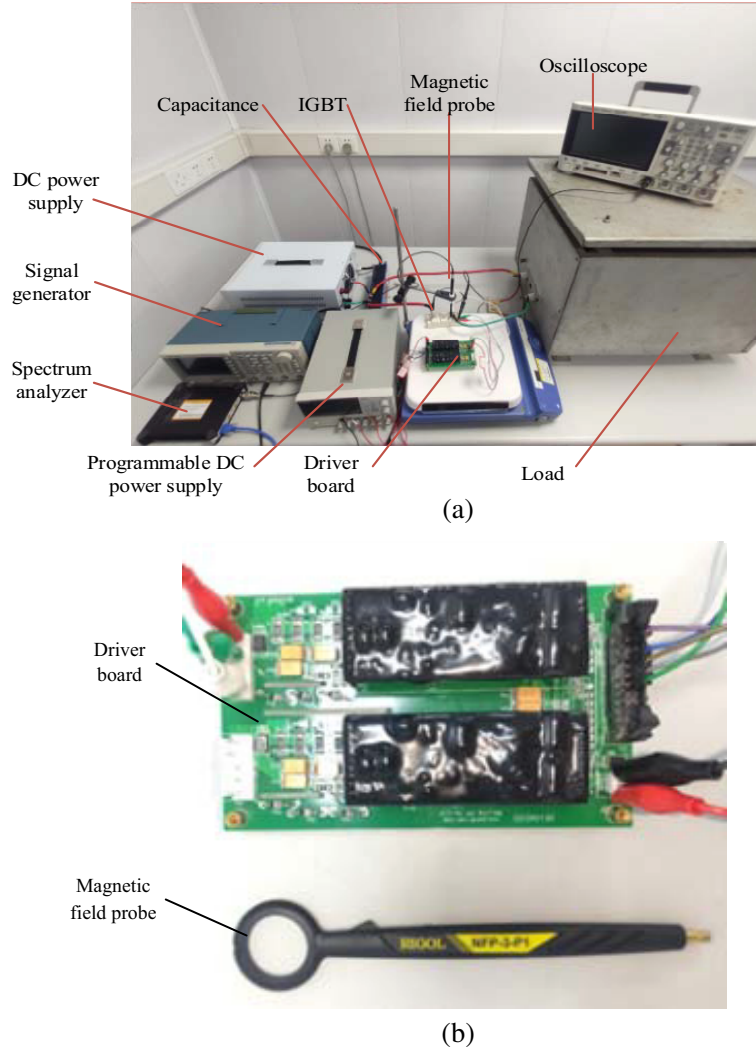 Oscilloscope
Magnetic
field probe
Capacitance
IGBT
DC power
supply
Signal
generator
Spectrum
analyzer
Programmable DC
power supply
Driver
board
Load
(a)
Driver
board
Magnetic
field probe
RIGOL NFP-3-P1
(b)